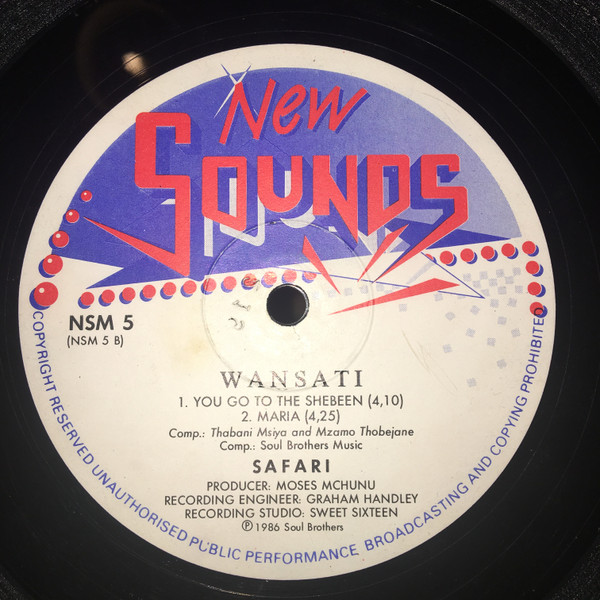 New
SOUNDS
NSM 5
(NSM 5 B)
WANSATI
1. YOU GO TO THE SHEBEEN (4,10)
2. MARIA (4,25)
Comp.: Thabani Msiya and Mzamo Thobejane
Comp.: Soul Brothers Music
SAFARI
PRODUCER: MOSES MCHUNU
RECORDING ENGINEER: GRAHAM HANDLEY
RECORDING STUDIO: SWEET SIXTEEN
℗ 1986 Soul Brothers
COPYRIGHT RESERVED UNAUTHORISED PUBLIC PERFORMANCE BROADCASTING AND COPYING PROHIBITED